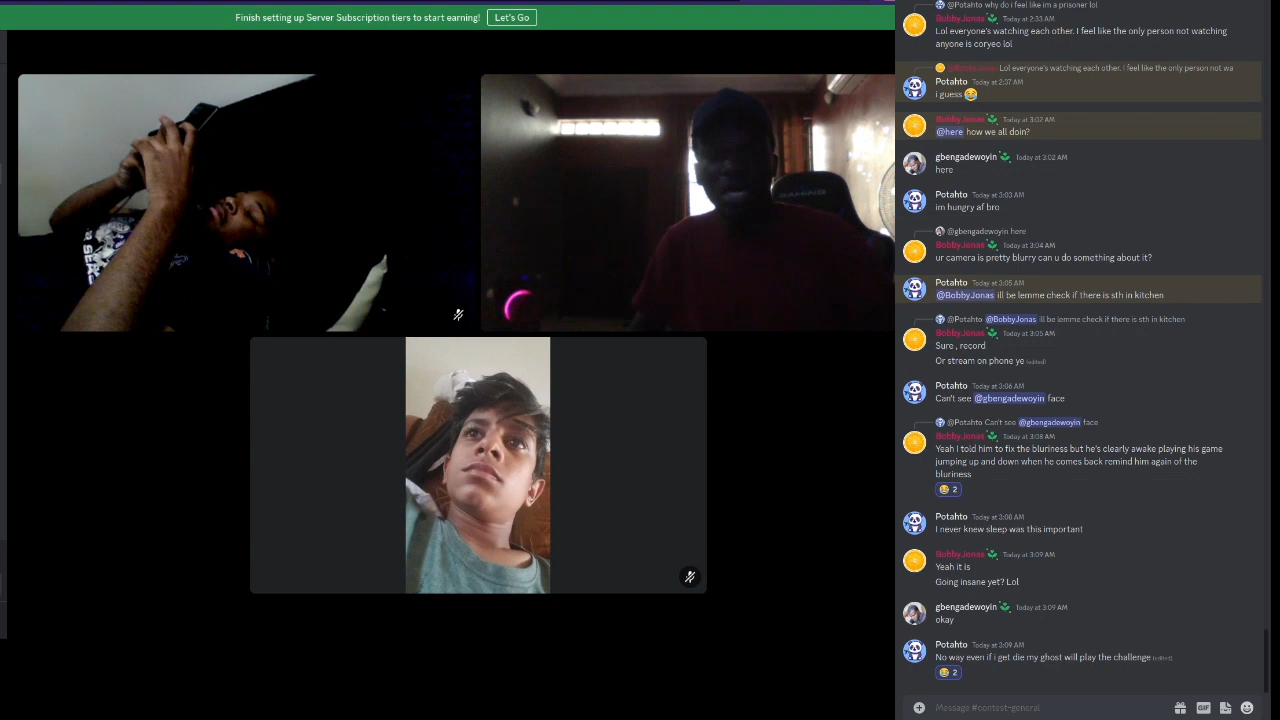 Finish setting up Server Subscription tiers to start earning! Let's Go
@Potahto why do i feel like im a prisoner lol
BobbyJonas Today at 2:33 AM
Lol everyone's watching each other. I feel like the only person not watching
anyone is coryeo lol
Lol everyone's watching each other. I feel like the only person not wa
Potahto Today at 2:37 AM
i guess 😂
BobbyJonas Today at 3:02 AM
@here how we all doin?
gbengadewoyin Today at 3:02 AM
here
Potahto Today at 3:03 AM
im hungry af bro
@gbengadewoyin here
BobbyJonas Today at 3:04 AM
ur camera is pretty blurry can u do something about it?
Potahto Today at 3:05 AM
@BobbyJonas ill be lemme check if there is sth in kitchen
@Potahto @BobbyJonas ill be lemme check if there is sth in kitchen
BobbyJonas Today at 3:05 AM
Sure , record
Or stream on phone ye (edited)
Potahto Today at 3:06 AM
Can't see @gbengadewoyin face
@Potahto Can't see @gbengadewoyin face
BobbyJonas Today at 3:08 AM
Yeah I told him to fix the bluriness but he's clearly awake playing his game
jumping up and down when he comes back remind him again of the
bluriness
😂 2
Potahto Today at 3:08 AM
I never knew sleep was this important
BobbyJonas Today at 3:09 AM
Yeah it is
Going insane yet? Lol
gbengadewoyin Today at 3:09 AM
okay
Potahto Today at 3:09 AM
No way even if i get die my ghost will play the challenge (edited)
😂 2
Message #contest-general
GIF